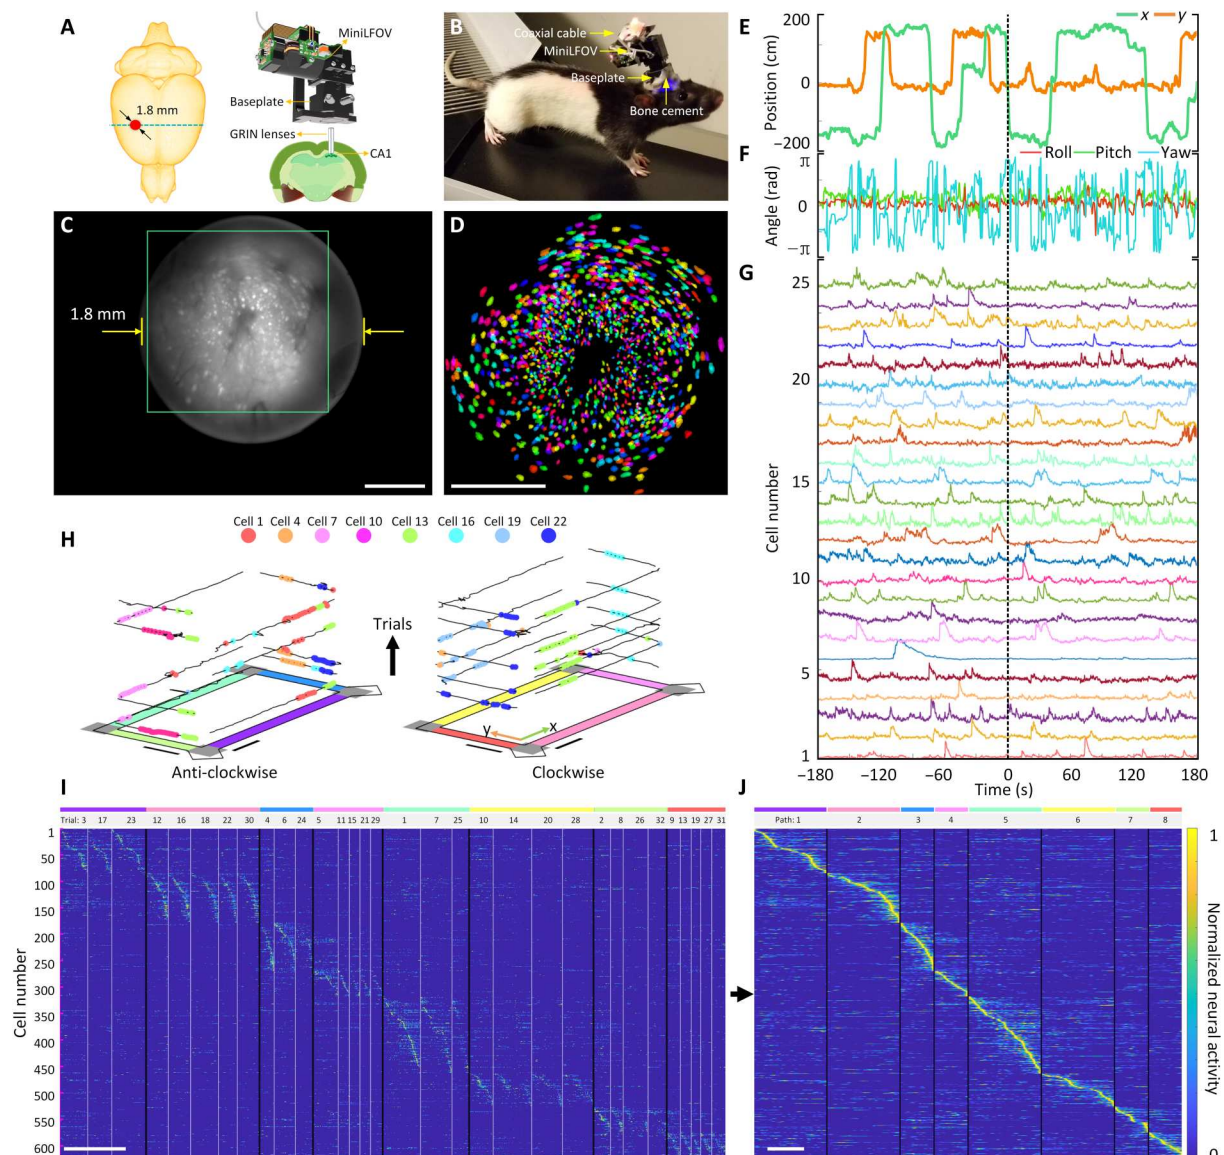 A
1.8 mm
MiniLFOV
Baseplate
GRIN lenses
CA1
B
Coaxial cable
MiniLFOV
Baseplate
Bone cement
C
1.8 mm
D
E
x y
200
0
−200
Position (cm)
F
Roll Pitch Yaw
π
0
−π
Angle (rad)
G
25
20
15
10
5
1
Cell number
−180 −120 −60 0 60 120 180
Time (s)
H
Cell 1 Cell 4 Cell 7 Cell 10 Cell 13 Cell 16 Cell 19 Cell 22
Trials
y x
Anti-clockwise
Clockwise
I
Trial: 3 17 23 12 16 18 22 30 4 6 24 5 11 15 21 29 1 7 25 10 14 20 28 2 8 26 32 9 13 19 27 31
1
50
100
150
200
250
300
350
400
450
500
550
600
Cell number
J
Path: 1 2 3 4 5 6 7 8
1
0
Normalized neural activity